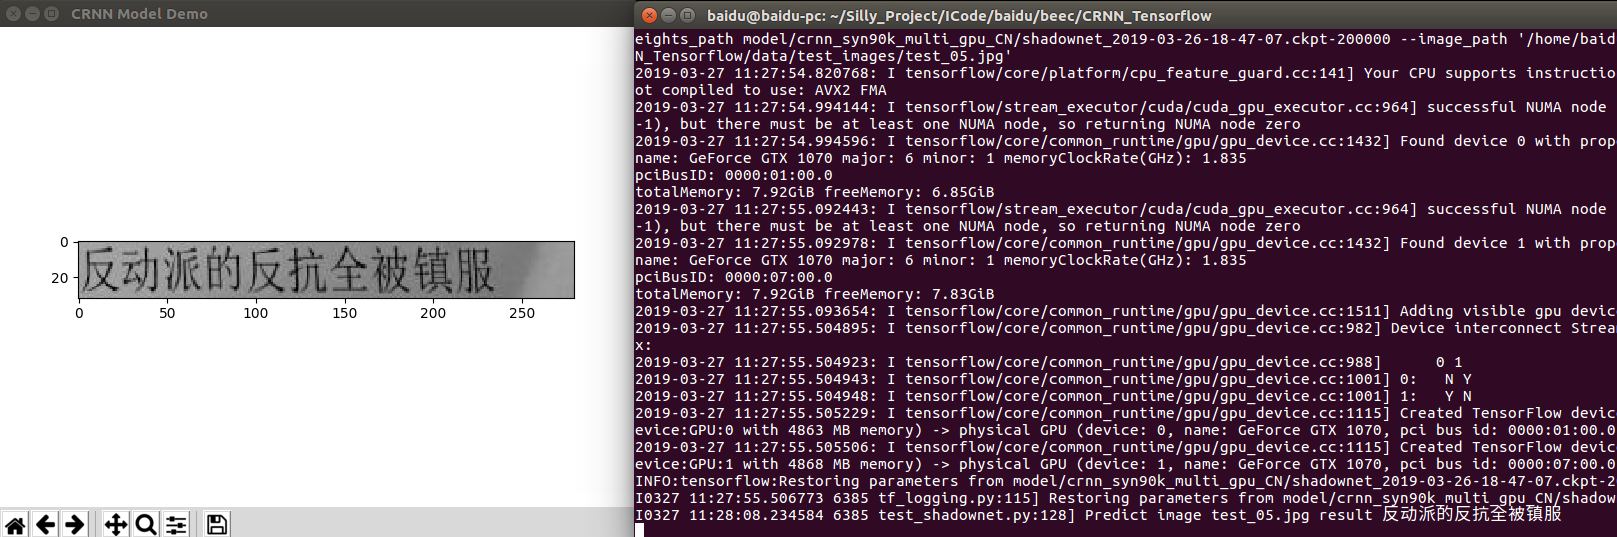 CRNN Model Demo
0
20
反动派的反抗全被镇服
0 50 100 150 200 250
baidu@baidu-pc: ~/Silly_Project/ICode/baidu/beec/CRNN_Tensorflow
eights_path model/crnn_syn90k_multi_gpu_CN/shadownet_2019-03-26-18-47-07.ckpt-200000 --image_path '/home/baid
N_Tensorflow/data/test_images/test_05.jpg'
2019-03-27 11:27:54.820768: I tensorflow/core/platform/cpu_feature_guard.cc:141] Your CPU supports instructio
ot compiled to use: AVX2 FMA
2019-03-27 11:27:54.994144: I tensorflow/stream_executor/cuda/cuda_gpu_executor.cc:964] successful NUMA node
-1), but there must be at least one NUMA node, so returning NUMA node zero
2019-03-27 11:27:54.994596: I tensorflow/core/common_runtime/gpu/gpu_device.cc:1432] Found device 0 with prop
name: GeForce GTX 1070 major: 6 minor: 1 memoryClockRate(GHz): 1.835
pciBusID: 0000:01:00.0
totalMemory: 7.92GiB freeMemory: 6.85GiB
2019-03-27 11:27:55.092443: I tensorflow/stream_executor/cuda/cuda_gpu_executor.cc:964] successful NUMA node
-1), but there must be at least one NUMA node, so returning NUMA node zero
2019-03-27 11:27:55.092978: I tensorflow/core/common_runtime/gpu/gpu_device.cc:1432] Found device 1 with prop
name: GeForce GTX 1070 major: 6 minor: 1 memoryClockRate(GHz): 1.835
pciBusID: 0000:07:00.0
totalMemory: 7.92GiB freeMemory: 7.83GiB
2019-03-27 11:27:55.093654: I tensorflow/core/common_runtime/gpu/gpu_device.cc:1511] Adding visible gpu devic
2019-03-27 11:27:55.504895: I tensorflow/core/common_runtime/gpu/gpu_device.cc:982] Device interconnect Strea
x:
2019-03-27 11:27:55.504923: I tensorflow/core/common_runtime/gpu/gpu_device.cc:988]      0 1
2019-03-27 11:27:55.504943: I tensorflow/core/common_runtime/gpu/gpu_device.cc:1001] 0:   N Y
2019-03-27 11:27:55.504948: I tensorflow/core/common_runtime/gpu/gpu_device.cc:1001] 1:   Y N
2019-03-27 11:27:55.505229: I tensorflow/core/common_runtime/gpu/gpu_device.cc:1115] Created TensorFlow devic
evice:GPU:0 with 4863 MB memory) -> physical GPU (device: 0, name: GeForce GTX 1070, pci bus id: 0000:01:00.0
2019-03-27 11:27:55.505506: I tensorflow/core/common_runtime/gpu/gpu_device.cc:1115] Created TensorFlow devic
evice:GPU:1 with 4868 MB memory) -> physical GPU (device: 1, name: GeForce GTX 1070, pci bus id: 0000:07:00.0
INFO:tensorflow:Restoring parameters from model/crnn_syn90k_multi_gpu_CN/shadownet_2019-03-26-18-47-07.ckpt-2
I0327 11:27:55.506773 6385 tf_logging.py:115] Restoring parameters from model/crnn_syn90k_multi_gpu_CN/shadow
I0327 11:28:08.234584 6385 test_shadownet.py:128] Predict image test_05.jpg result 反动派的反抗全被镇服